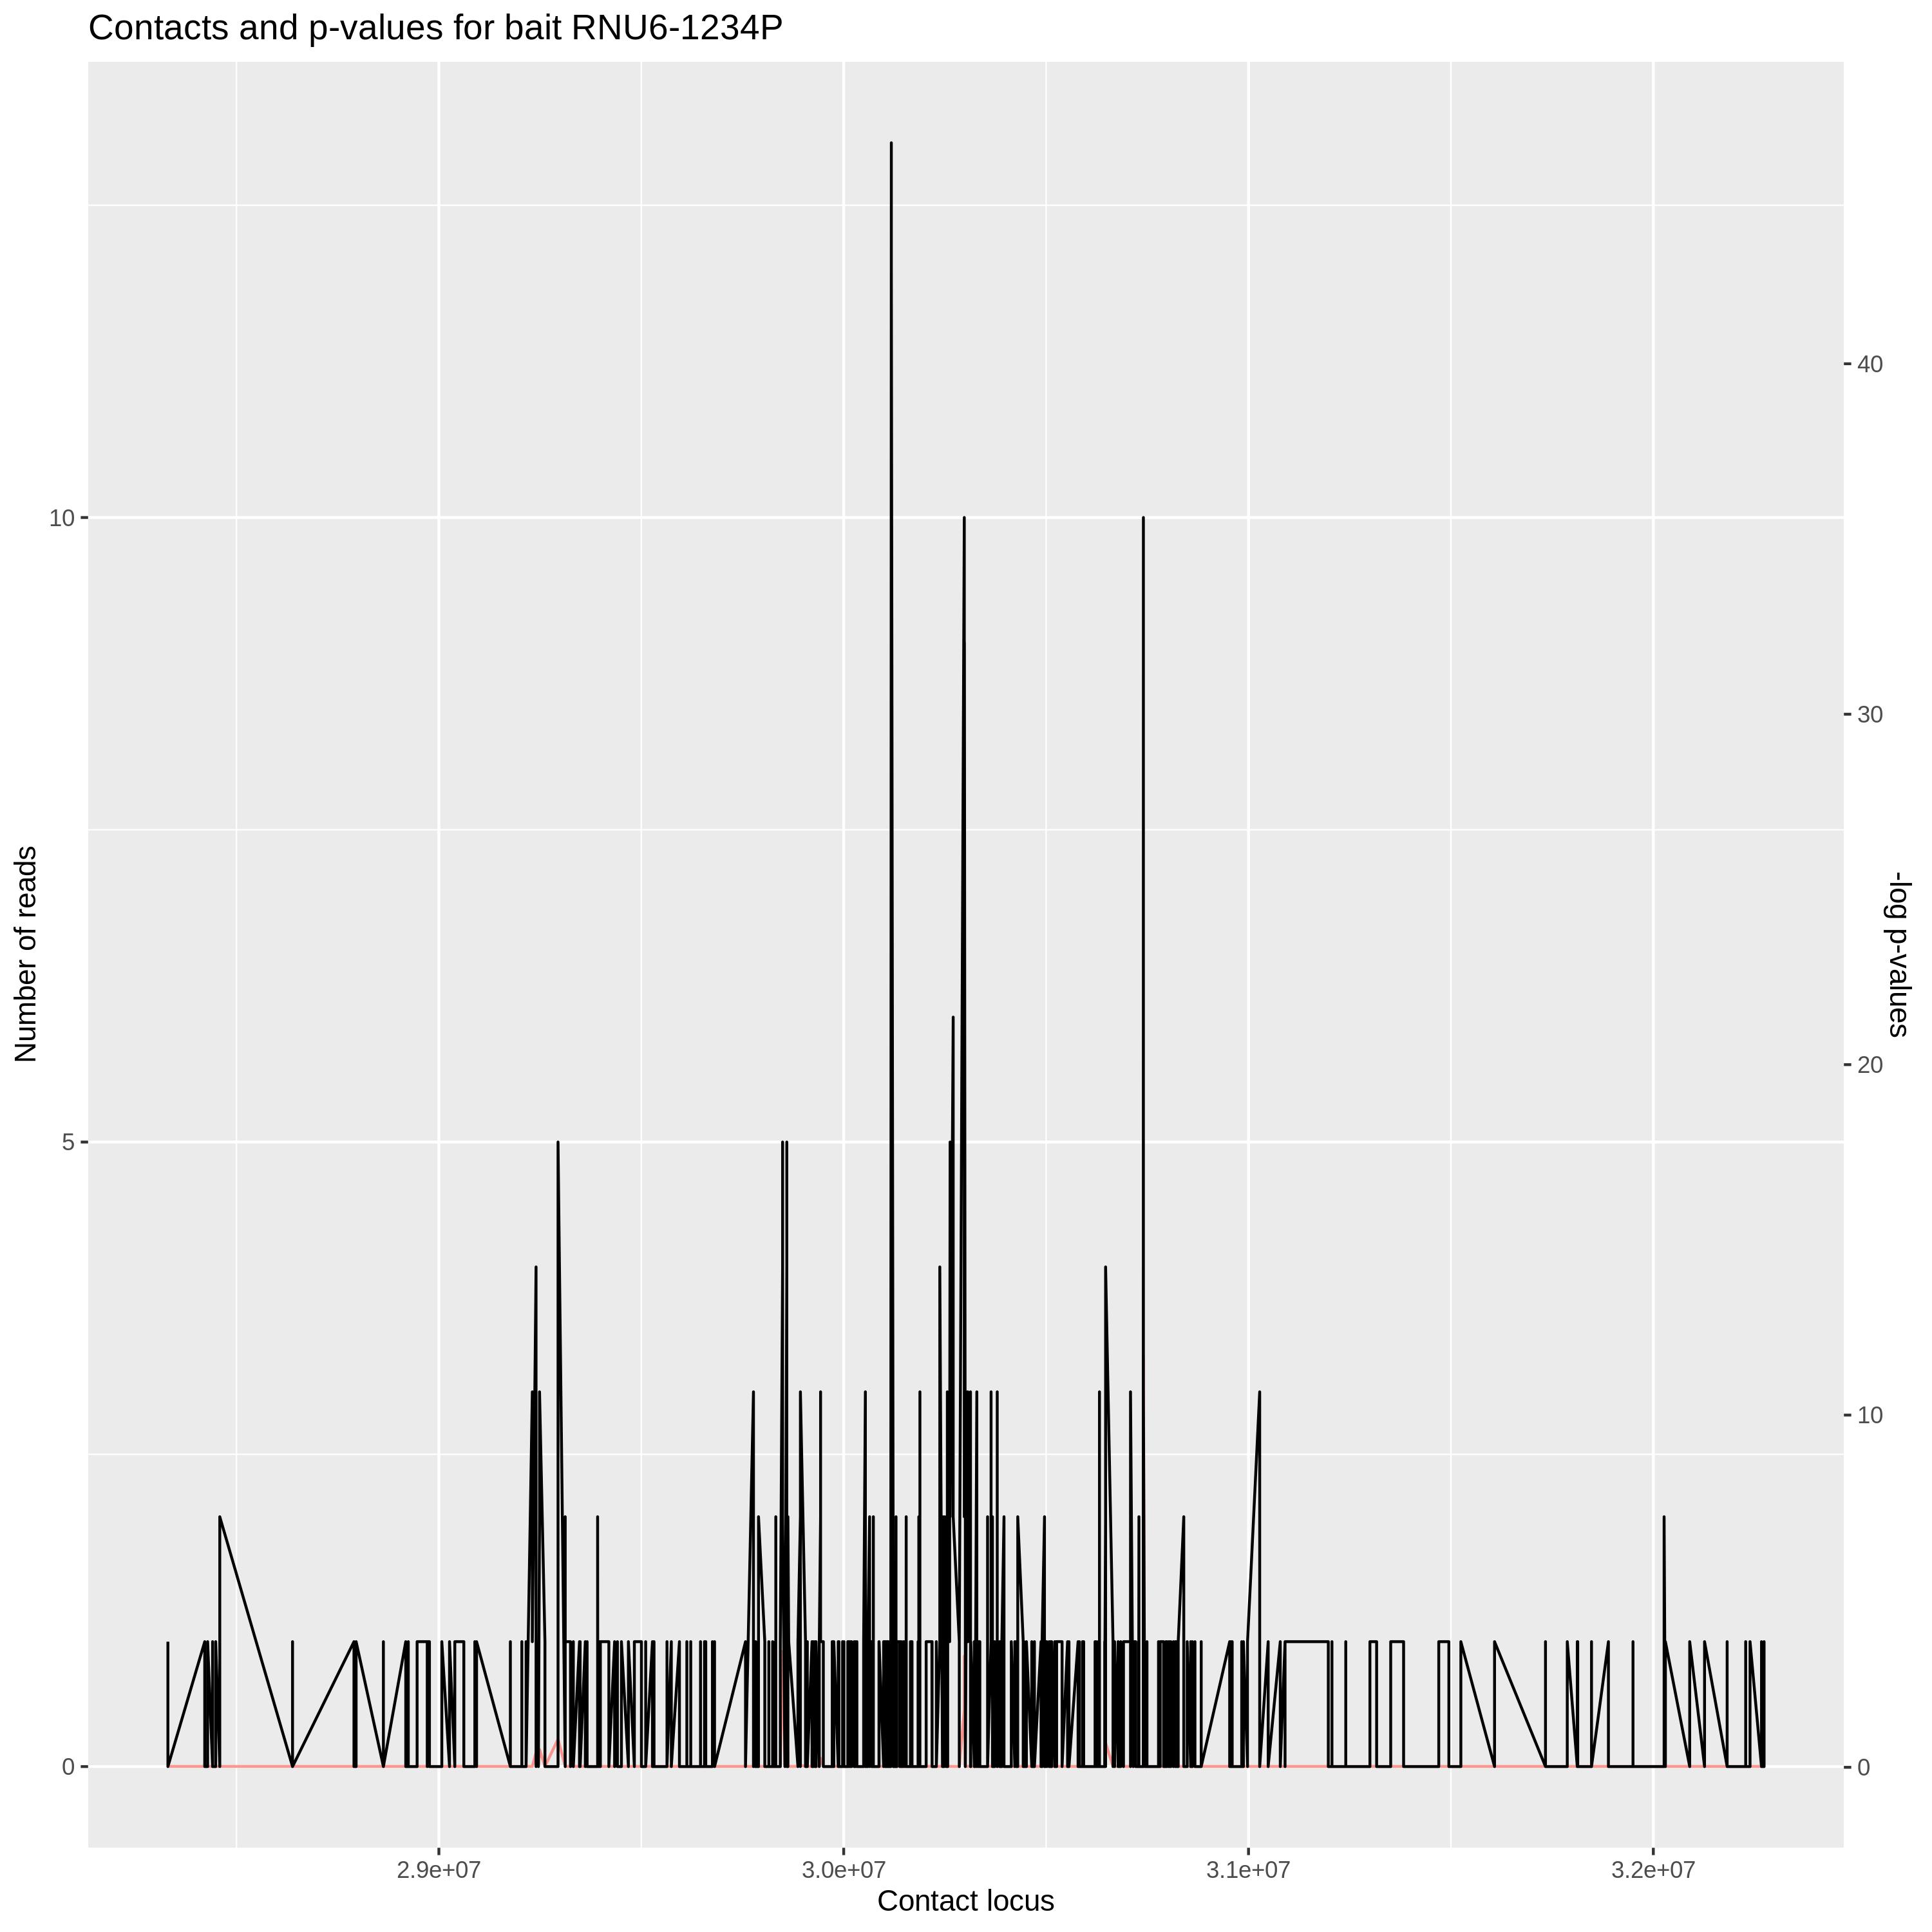 Contacts and p-values for bait RNU6-1234P
10
5
0
Number of reads
40
30
20
10
0
-log p-values
2.9e+07 3.0e+07 3.1e+07 3.2e+07
Contact locus